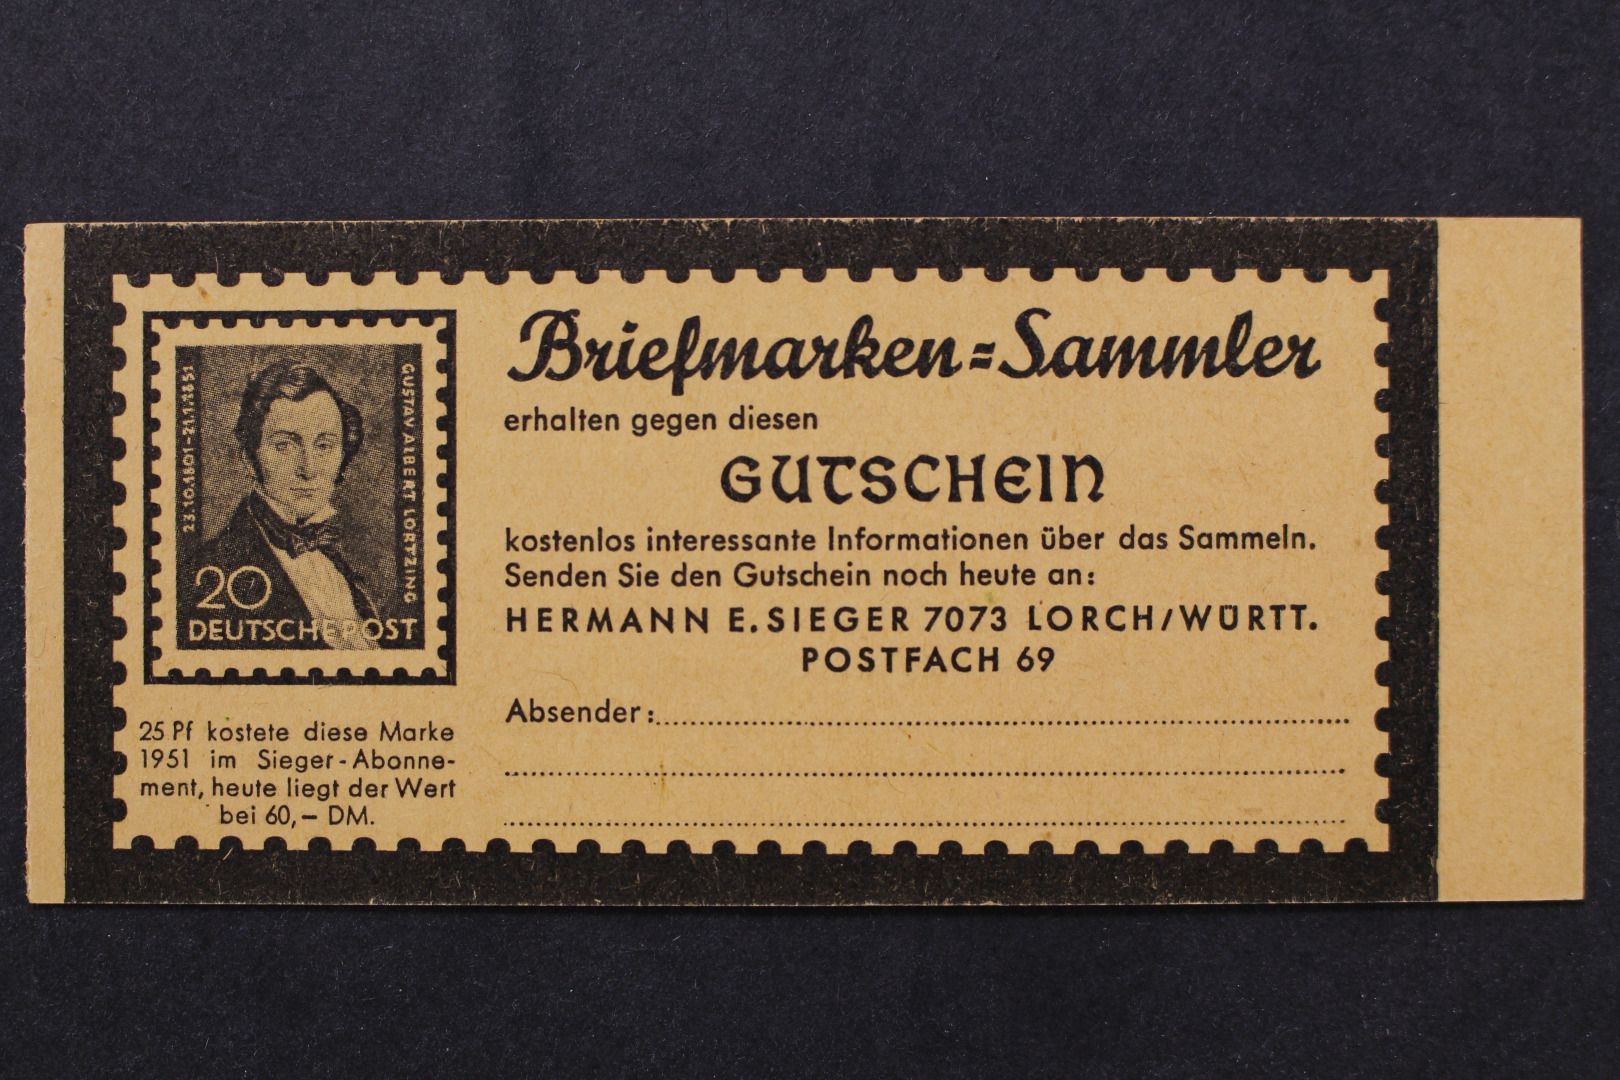 23.10.1801-21.1.1851
GUSTAV ALBERT LORTZING
20
DEUTSCHE POST
25 Pf kostete diese Marke
1951 im Sieger-Abonne-
ment, heute liegt der Wert
bei 60,– DM.
Briefmarken=Sammler
erhalten gegen diesen
GUTSCHEIN
kostenlos interessante Informationen über das Sammeln.
Senden Sie den Gutschein noch heute an:
HERMANN E. SIEGER 7073 LORCH/WÜRTT.
POSTFACH 69
Absender: